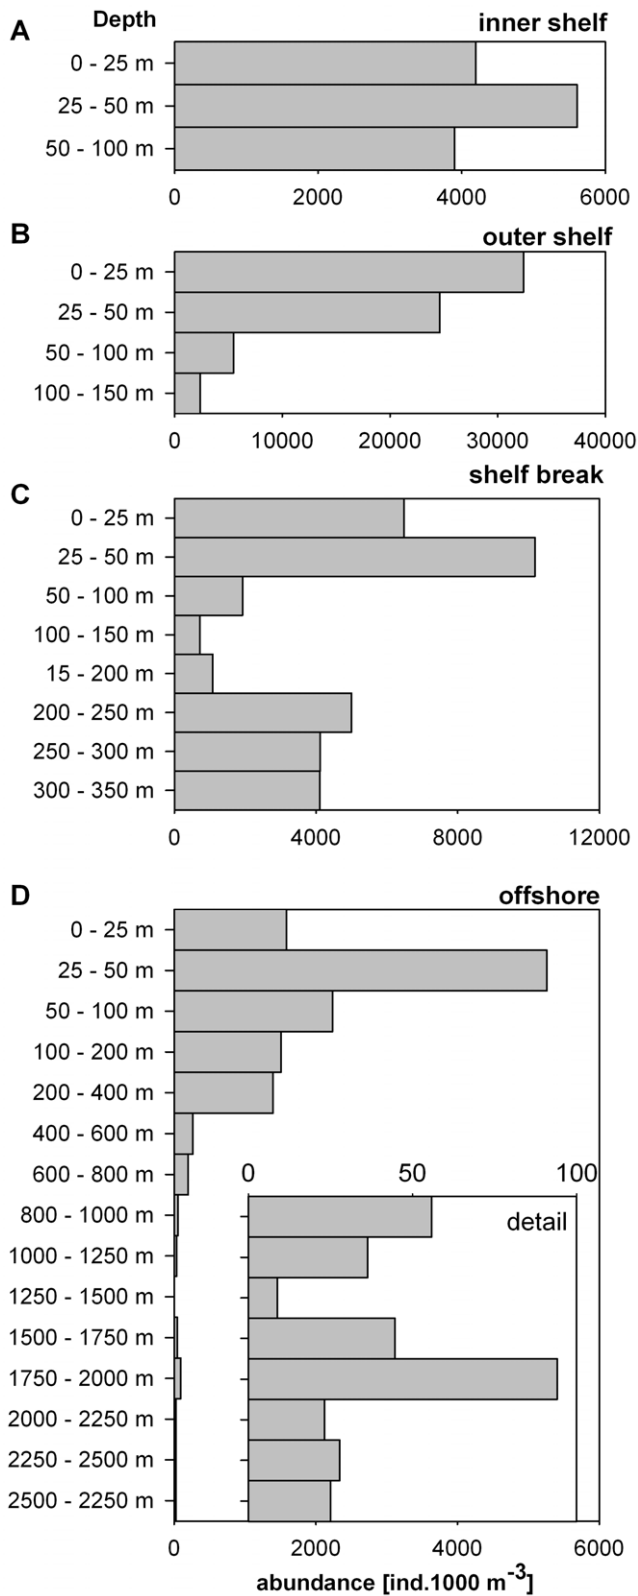 A Depth inner shelf
0 - 25 m
25 - 50 m
50 - 100 m
0 2000 4000 6000
B outer shelf
0 - 25 m
25 - 50 m
50 - 100 m
100 - 150 m
0 10000 20000 30000 40000
C shelf break
0 - 25 m
25 - 50 m
50 - 100 m
100 - 150 m
15 - 200 m
200 - 250 m
250 - 300 m
300 - 350 m
0 4000 8000 12000
D offshore
0 - 25 m
25 - 50 m
50 - 100 m
100 - 200 m
200 - 400 m
400 - 600 m
600 - 800 m
0 50 100
800 - 1000 m
detail
1000 - 1250 m
1250 - 1500 m
1500 - 1750 m
1750 - 2000 m
2000 - 2250 m
2250 - 2500 m
2500 - 2250 m
0 2000 4000 6000
abundance [ind.1000 m⁻³]